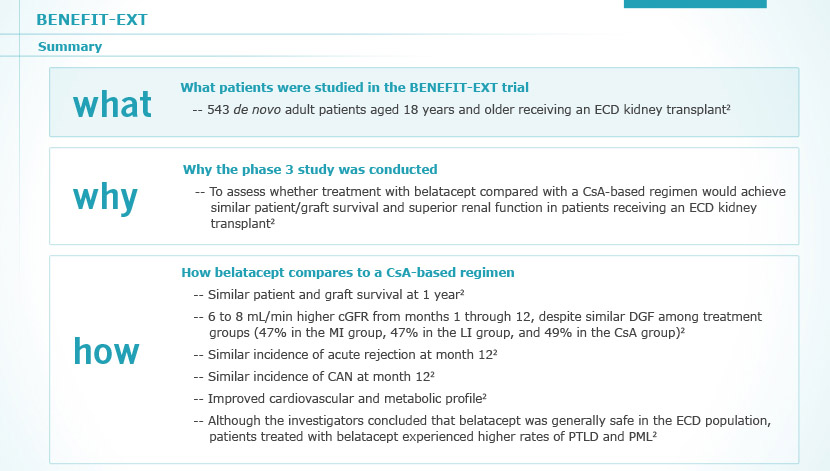 BENEFIT-EXT
Summary
what
What patients were studied in the BENEFIT-EXT trial
-- 543 de novo adult patients aged 18 years and older receiving an ECD kidney transplant²
why
Why the phase 3 study was conducted
-- To assess whether treatment with belatacept compared with a CsA-based regimen would achieve
similar patient/graft survival and superior renal function in patients receiving an ECD kidney
transplant²
how
How belatacept compares to a CsA-based regimen
-- Similar patient and graft survival at 1 year²
-- 6 to 8 mL/min higher cGFR from months 1 through 12, despite similar DGF among treatment
groups (47% in the MI group, 47% in the LI group, and 49% in the CsA group)²
-- Similar incidence of acute rejection at month 12²
-- Similar incidence of CAN at month 12²
-- Improved cardiovascular and metabolic profile²
-- Although the investigators concluded that belatacept was generally safe in the ECD population,
patients treated with belatacept experienced higher rates of PTLD and PML²